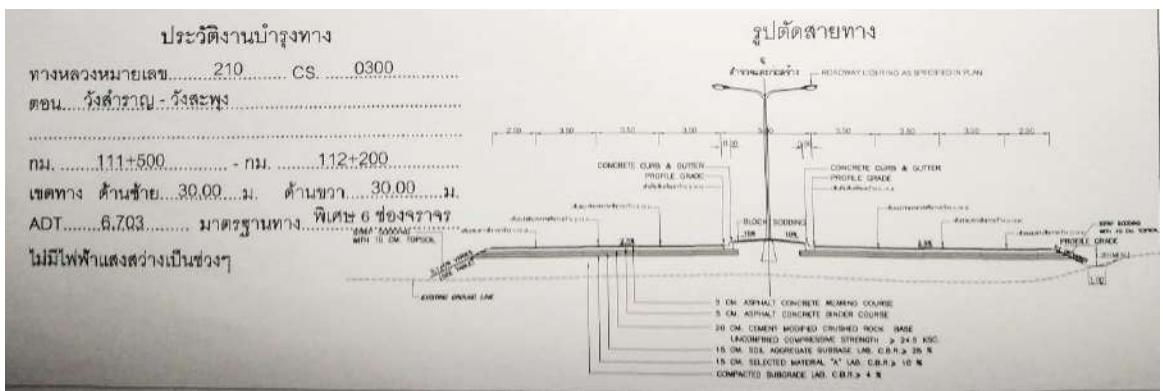 ประวัติงานบำรุงทาง
ทางหลวงหมายเลข........210........ CS. ......0300..............
ตอน....วังสำราญ - วังสะพุง
กม. ........111+500........ - กม. ......112+200............
เขตทาง ด้านซ้าย...30.00....ม. ด้านขวา....30.00.....ม.
ADT.......6,703......... มาตรฐานทาง พิเศษ 6 ช่องจราจร
ไม่มีไฟฟ้าแสงสว่างเป็นช่วงๆ
รูปตัดสายทาง
ROADWAY LIGHTING AS SPECIFIED IN PLAN
2.50 3.50 3.50 3.50 3.50 3.50 2.50
CONCRETE CURB & GUTTER
PROFILE GRADE
CONCRETE CURB & GUTTER
PROFILE GRADE
BLOCK SODDING
WITH 10 CM. TOPSOIL
WITH 10 CM. TOPSOIL
PROFILE GRADE
1.00
EXISTING GROUND LINE
5 CM. ASPHALT CONCRETE WEARING COURSE
5 CM. ASPHALT CONCRETE BINDER COURSE
20 CM. CEMENT MODIFIED CRUSHED ROCK BASE
UNCONFINED COMPRESSIVE STRENGTH ≥ 24.5 KSC.
15 CM. SOIL AGGREGATE SUBBASE LAB. C.B.R.≥ 25 %
15 CM. SELECTED MATERIAL "A" LAB. C.B.R.≥ 10 %
COMPACTED SUBGRADE LAB. C.B.R.≥ 4 %